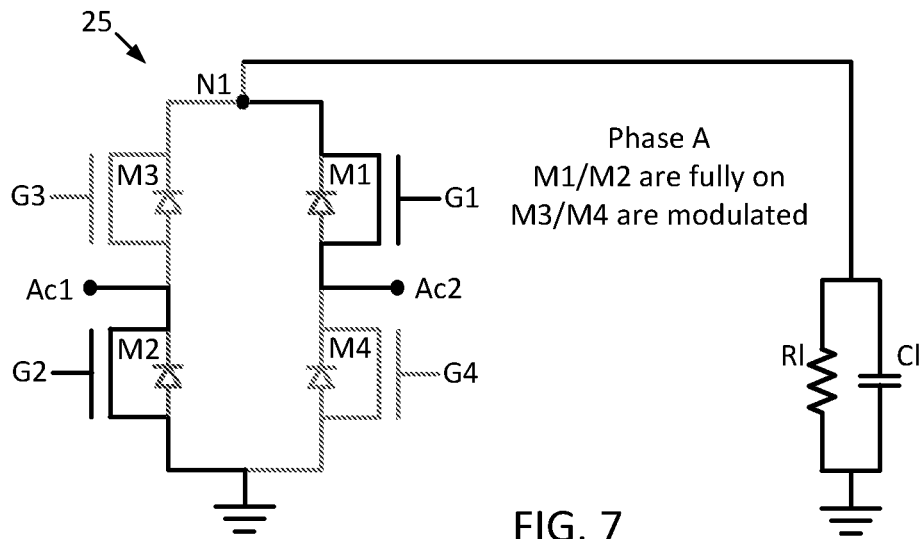 25
N1
Phase A
M1/M2 are fully on
M3/M4 are modulated
M3
M1
G3
G1
Ac1
Ac2
M2
M4
G2
G4
Rl
Cl
FIG. 7